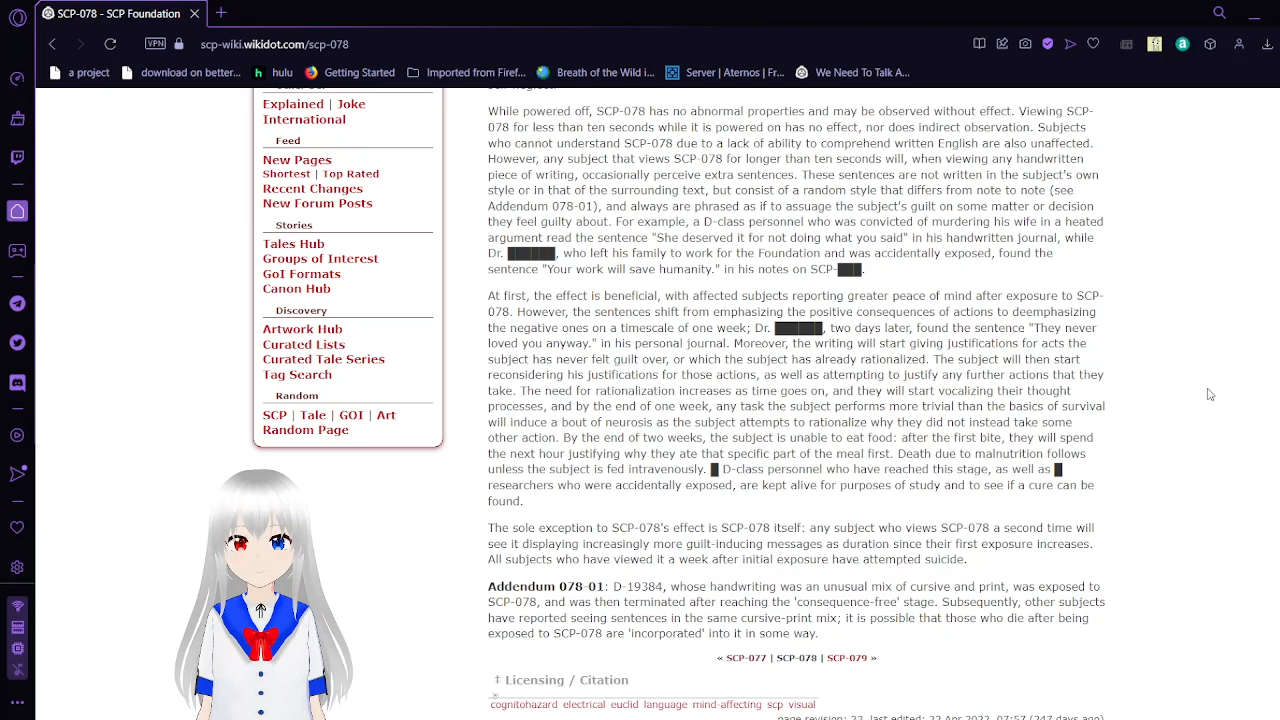 SCP-078 - SCP Foundation
VPN
scp-wiki.wikidot.com/scp-078
a project
download on better...
hulu
Getting Started
Imported from Firef...
Breath of the Wild i...
Server | Aternos | Fr...
We Need To Talk A...
Explained | Joke
International
Feed
New Pages
Shortest | Top Rated
Recent Changes
New Forum Posts
Stories
Tales Hub
Groups of Interest
GoI Formats
Canon Hub
Discovery
Artwork Hub
Curated Lists
Curated Tale Series
Tag Search
Random
SCP | Tale | GOI | Art
Random Page
While powered off, SCP-078 has no abnormal properties and may be observed without effect. Viewing SCP-
078 for less than ten seconds while it is powered on has no effect, nor does indirect observation. Subjects
who cannot understand SCP-078 due to a lack of ability to comprehend written English are also unaffected.
However, any subject that views SCP-078 for longer than ten seconds will, when viewing any handwritten
piece of writing, occasionally perceive extra sentences. These sentences are not written in the subject's own
style or in that of the surrounding text, but consist of a random style that differs from note to note (see
Addendum 078-01), and always are phrased as if to assuage the subject's guilt on some matter or decision
they feel guilty about. For example, a D-class personnel who was convicted of murdering his wife in a heated
argument read the sentence "She deserved it for not doing what you said" in his handwritten journal, while
Dr. ██████, who left his family to work for the Foundation and was accidentally exposed, found the
sentence "Your work will save humanity." in his notes on SCP-███.
At first, the effect is beneficial, with affected subjects reporting greater peace of mind after exposure to SCP-
078. However, the sentences shift from emphasizing the positive consequences of actions to deemphasizing
the negative ones on a timescale of one week; Dr. ██████, two days later, found the sentence "They never
loved you anyway." in his personal journal. Moreover, the writing will start giving justifications for acts the
subject has never felt guilt over, or which the subject has already rationalized. The subject will then start
reconsidering his justifications for those actions, as well as attempting to justify any further actions that they
take. The need for rationalization increases as time goes on, and they will start vocalizing their thought
processes, and by the end of one week, any task the subject performs more trivial than the basics of survival
will induce a bout of neurosis as the subject attempts to rationalize why they did not instead take some
other action. By the end of two weeks, the subject is unable to eat food: after the first bite, they will spend
the next hour justifying why they ate that specific part of the meal first. Death due to malnutrition follows
unless the subject is fed intravenously. █ D-class personnel who have reached this stage, as well as █
researchers who were accidentally exposed, are kept alive for purposes of study and to see if a cure can be
found.
The sole exception to SCP-078's effect is SCP-078 itself: any subject who views SCP-078 a second time will
see it displaying increasingly more guilt-inducing messages as duration since their first exposure increases.
All subjects who have viewed it a week after initial exposure have attempted suicide.
Addendum 078-01: D-19384, whose handwriting was an unusual mix of cursive and print, was exposed to
SCP-078, and was then terminated after reaching the 'consequence-free' stage. Subsequently, other subjects
have reported seeing sentences in the same cursive-print mix; it is possible that those who die after being
exposed to SCP-078 are 'incorporated' into it in some way.
« SCP-077 | SCP-078 | SCP-079 »
‡ Licensing / Citation
cognitohazard electrical euclid language mind-affecting scp visual
page revision: 22, last edited: 22 Apr 2022, 07:57 (247 days ago)